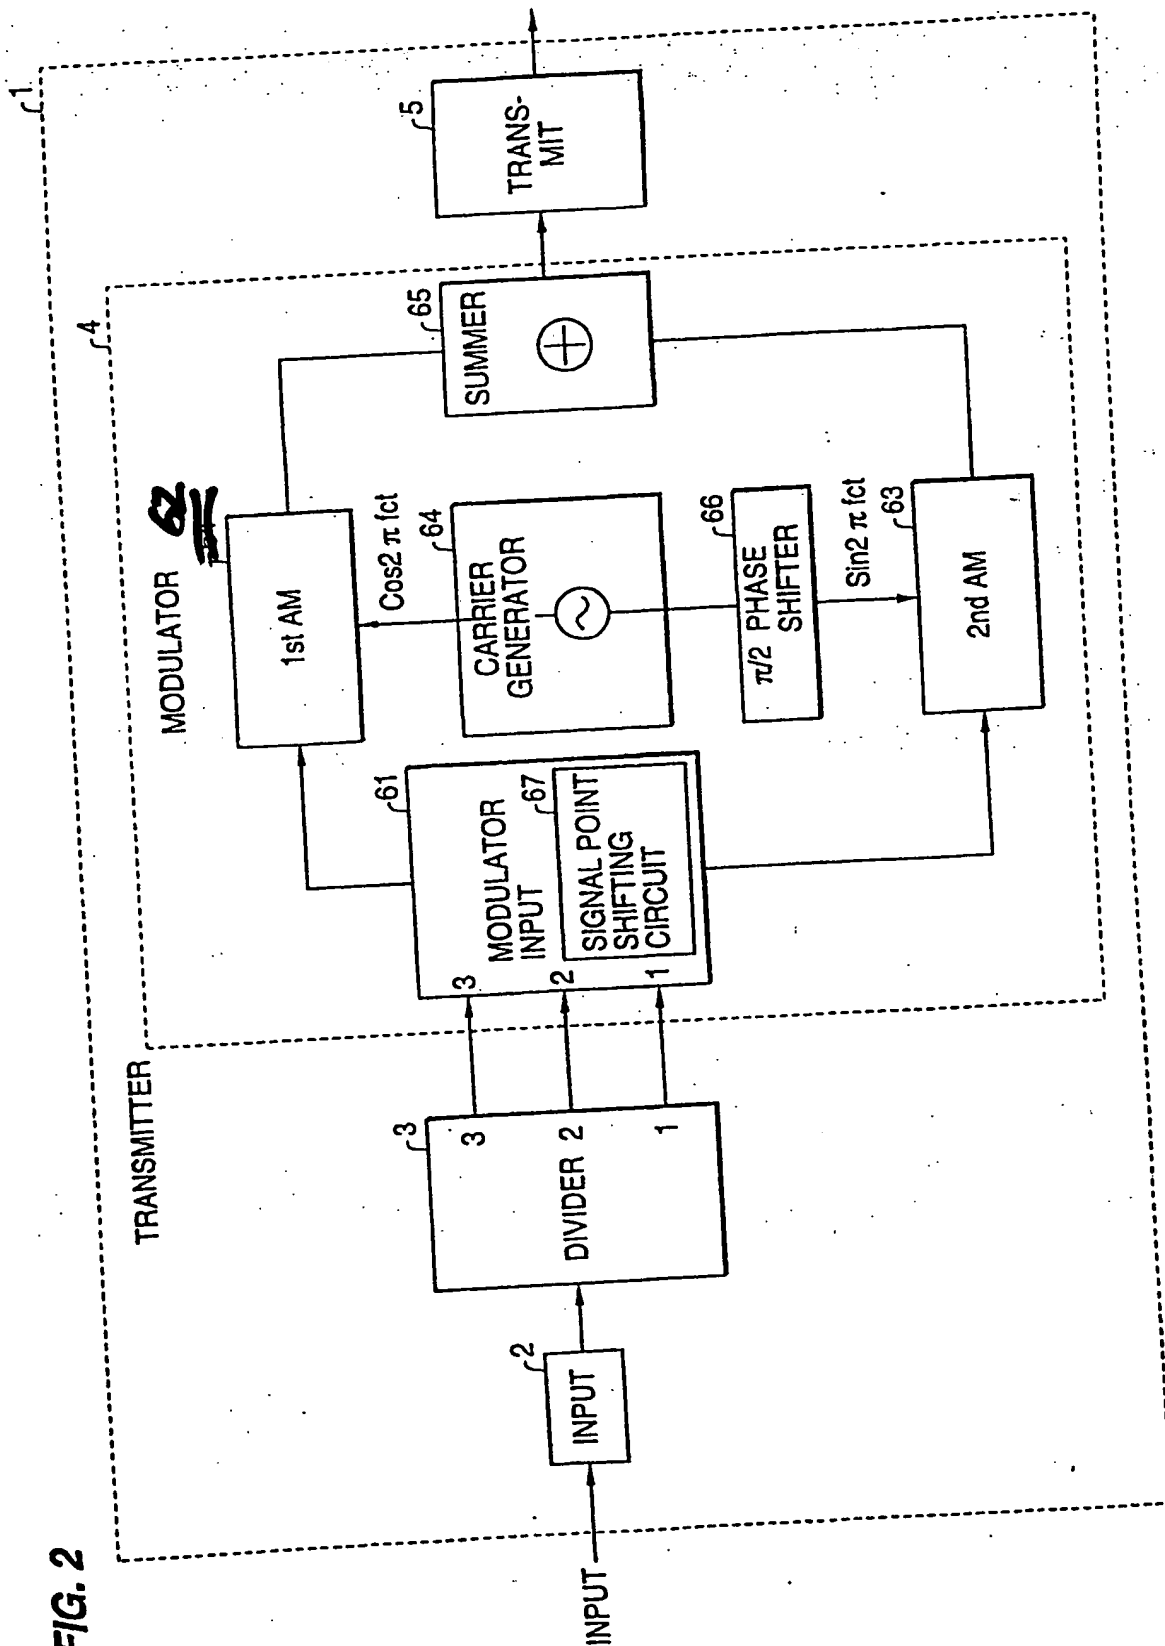 FIG. 2
1
TRANSMITTER
4
MODULATOR
62
1st AM
Cos2 π fct
64
CARRIER
GENERATOR
66
π/2 PHASE
SHIFTER
Sin2 π fct
63
2nd AM
65
SUMMER
5
TRANS-
MIT
61
MODULATOR
INPUT
67
SIGNAL POINT
SHIFTING
CIRCUIT
3
2
1
3
3
DIVIDER 2
1
2
INPUT
INPUT